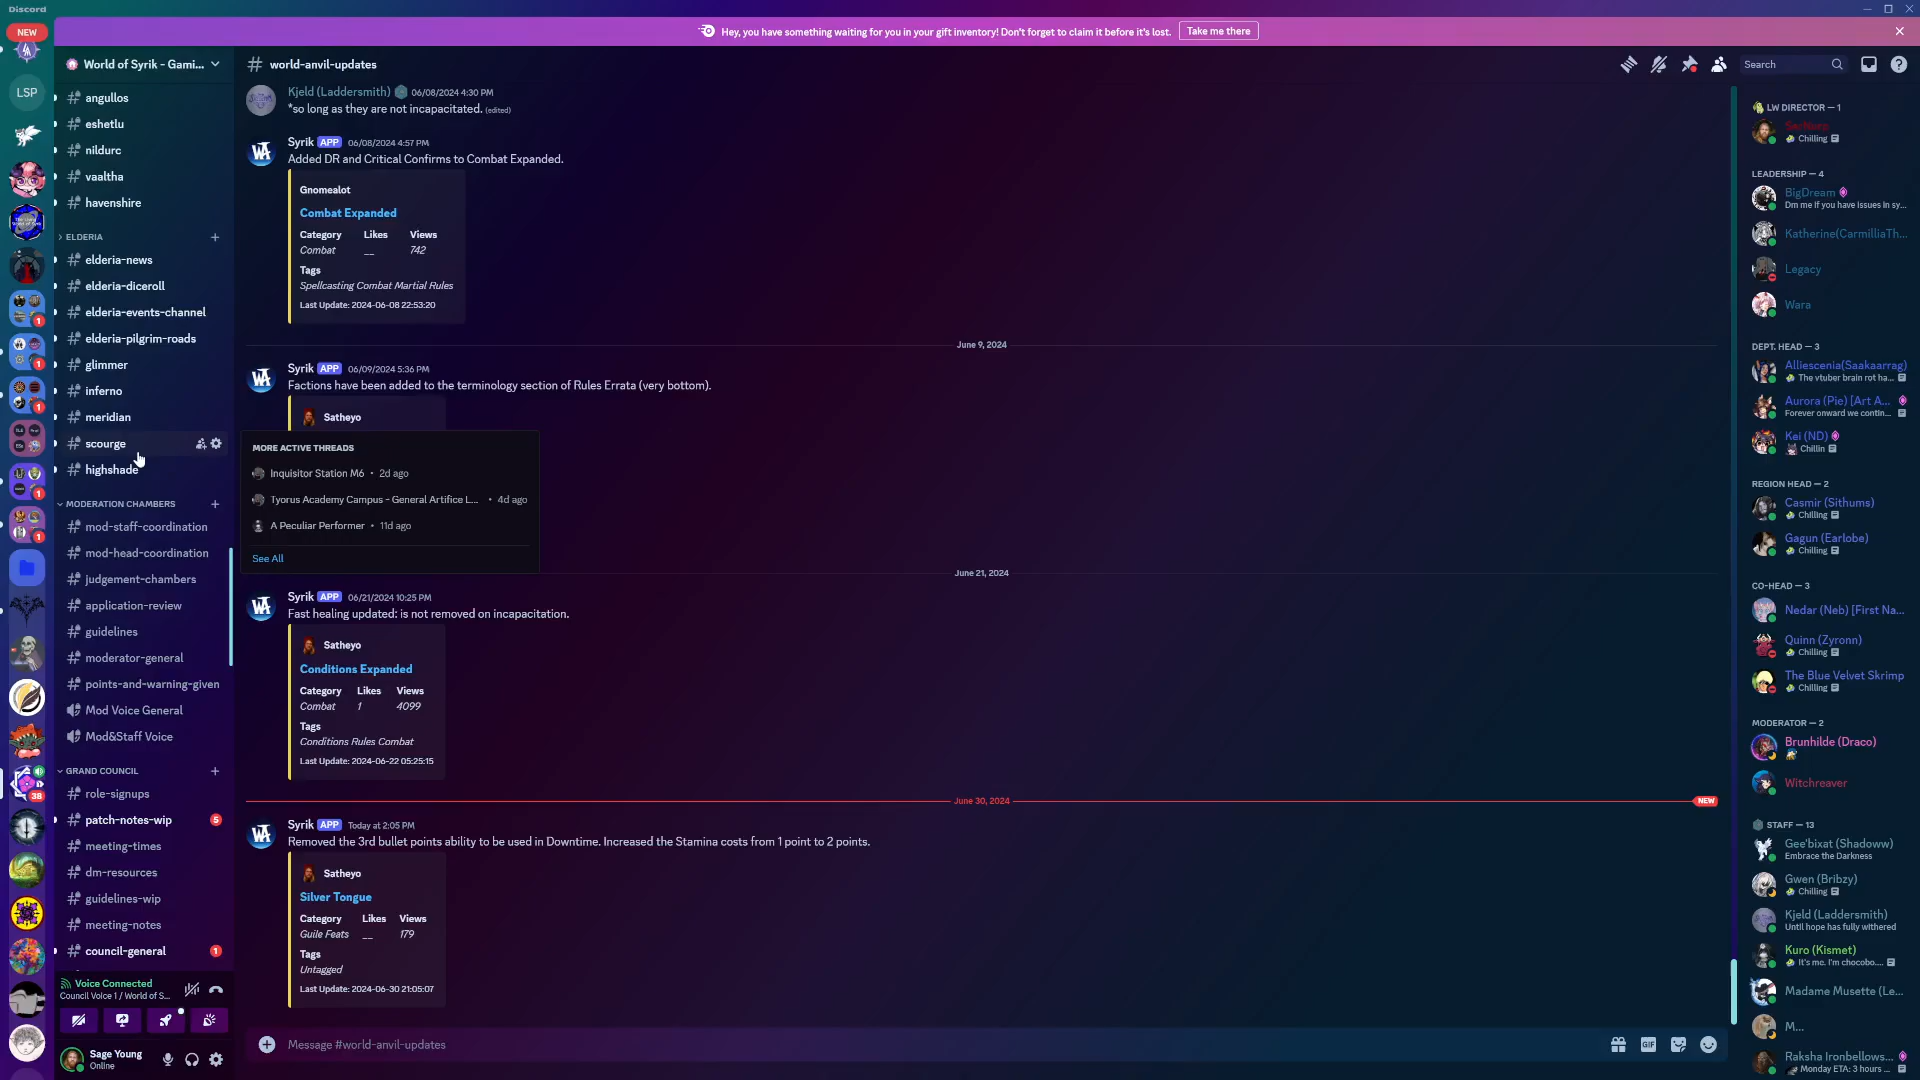 Discord
NEW
Hey, you have something waiting for you in your gift inventory! Don't forget to claim it before it's lost.
Take me there
LSP
1
1
1
1
1
38
World of Syrik - Gami...
angullos
eshetlu
nildurc
vaaltha
havenshire
ELDERIA
elderia-news
elderia-diceroll
elderia-events-channel
elderia-pilgrim-roads
glimmer
inferno
meridian
scourge
highshade
MODERATION CHAMBERS
mod-staff-coordination
mod-head-coordination
judgement-chambers
application-review
guidelines
moderator-general
points-and-warning-given
Mod Voice General
Mod&Staff Voice
GRAND COUNCIL
role-signups
patch-notes-wip 5
meeting-times
dm-resources
guidelines-wip
meeting-notes
council-general 1
Voice Connected
Council Voice 1 / World of S...
Sage Young
Online
world-anvil-updates
Search
Kjeld (Laddersmith) 06/08/2024 4:30 PM
*so long as they are not incapacitated. (edited)
Syrik APP 06/08/2024 4:57 PM
Added DR and Critical Confirms to Combat Expanded.
Gnomealot
Combat Expanded
Category Likes Views
Combat __ 742
Tags
Spellcasting Combat Martial Rules
Last Update: 2024-06-08 22:53:20
June 9, 2024
Syrik APP 06/09/2024 5:36 PM
Factions have been added to the terminology section of Rules Errata (very bottom).
Satheyo
MORE ACTIVE THREADS
Inquisitor Station M6 • 2d ago
Tyorus Academy Campus - General Artifice L... • 4d ago
A Peculiar Performer • 11d ago
See All
June 21, 2024
Syrik APP 06/21/2024 10:25 PM
Fast healing updated: is not removed on incapacitation.
Satheyo
Conditions Expanded
Category Likes Views
Combat 1 4099
Tags
Conditions Rules Combat
Last Update: 2024-06-22 05:25:15
June 30, 2024
NEW
Syrik APP Today at 2:05 PM
Removed the 3rd bullet points ability to be used in Downtime. Increased the Stamina costs from 1 point to 2 points.
Satheyo
Silver Tongue
Category Likes Views
Guile Feats __ 179
Tags
Untagged
Last Update: 2024-06-30 21:05:07
Message #world-anvil-updates
GIF
LW DIRECTOR — 1
Chilling
LEADERSHIP — 4
BigDream
Dm me if you have issues in sy...
Katherine(CarmilliaTh...
Legacy
Wara
DEPT. HEAD — 3
Alliescenia(Saakaarrag)
The vtuber brain rot ha...
Aurora (Pie) [Art A...
Forever onward we contin...
Kei (ND)
Chillin
REGION HEAD — 2
Casmir (Sithums)
Chilling
Gagun (Earlobe)
Chilling
CO-HEAD — 3
Nedar (Neb) [First Na...
Quinn (Zyronn)
Chilling
The Blue Velvet Skrimp
Chilling
MODERATOR — 2
Brunhilde (Draco)
Witchreaver
STAFF — 13
Gee'bixat (Shadoww)
Embrace the Darkness
Gwen (Bribzy)
Chilling
Kjeld (Laddersmith)
Until hope has fully withered
Kuro (Kismet)
It's me. I'm chocobo....
Madame Musette (Le...
M...
Raksha Ironbellows...
Monday ETA: 3 hours ...